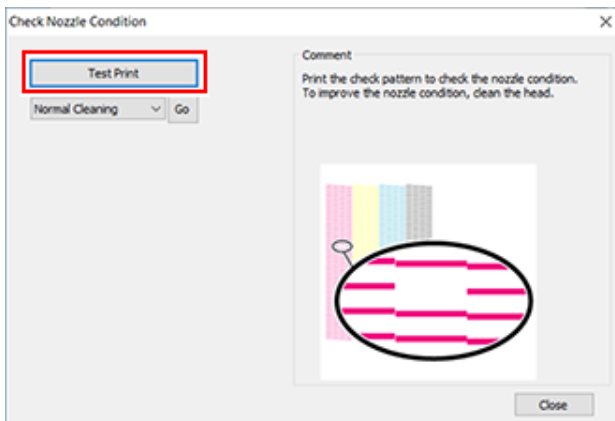 Check Nozzle Condition
Test Print
Normal Cleaning
Go
Comment
Print the check pattern to check the nozzle condition.
To improve the nozzle condition, clean the head.
Close